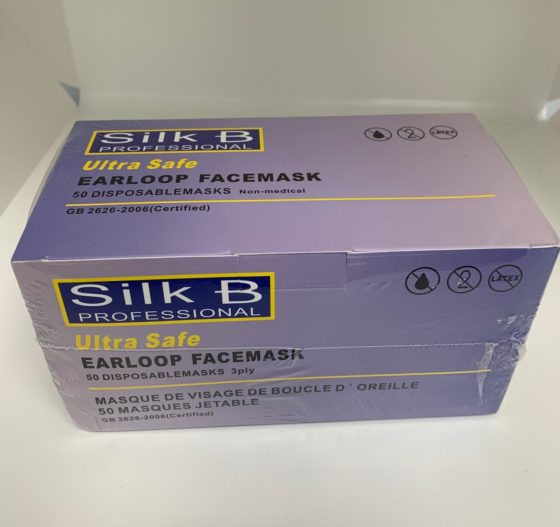 Silk B
PROFESSIONAL
Ultra Safe
EARLOOP FACEMASK
50 DISPOSABLEMASKS Non-medical
GB 2626-2006(Certified)
2
LATEX
Silk B
PROFESSIONAL
Ultra Safe
EARLOOP FACEMASK
50 DISPOSABLEMASKS 3ply
MASQUE DE VISAGE DE BOUCLE D ' OREILLE
50 MASQUES JETABLE
GB 2626-2006(Certified)
2
LATEX